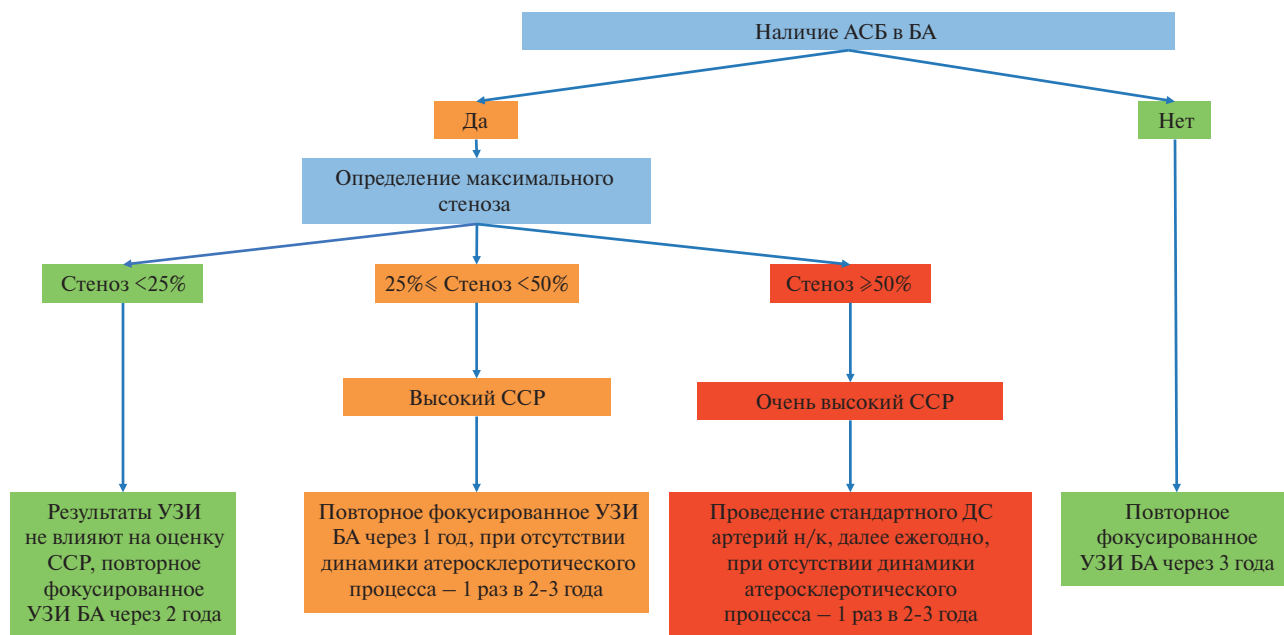 Наличие АСБ в БА
Да
Нет
Определение максимального
стеноза
Стеноз <25%
25%⩽ Стеноз <50%
Стеноз ⩾50%
Высокий ССР
Очень высокий ССР
Результаты УЗИ
не влияют на оценку
ССР, повторное
фокусированное
УЗИ БА через 2 года
Повторное фокусированное УЗИ
БА через 1 год, при отсутствии
динамики атеросклеротического
процесса – 1 раз в 2-3 года
Проведение стандартного ДС
артерий н/к, далее ежегодно,
при отсутствии динамики
атеросклеротического
процесса – 1 раз в 2-3 года
Повторное
фокусированное
УЗИ БА через 3 года